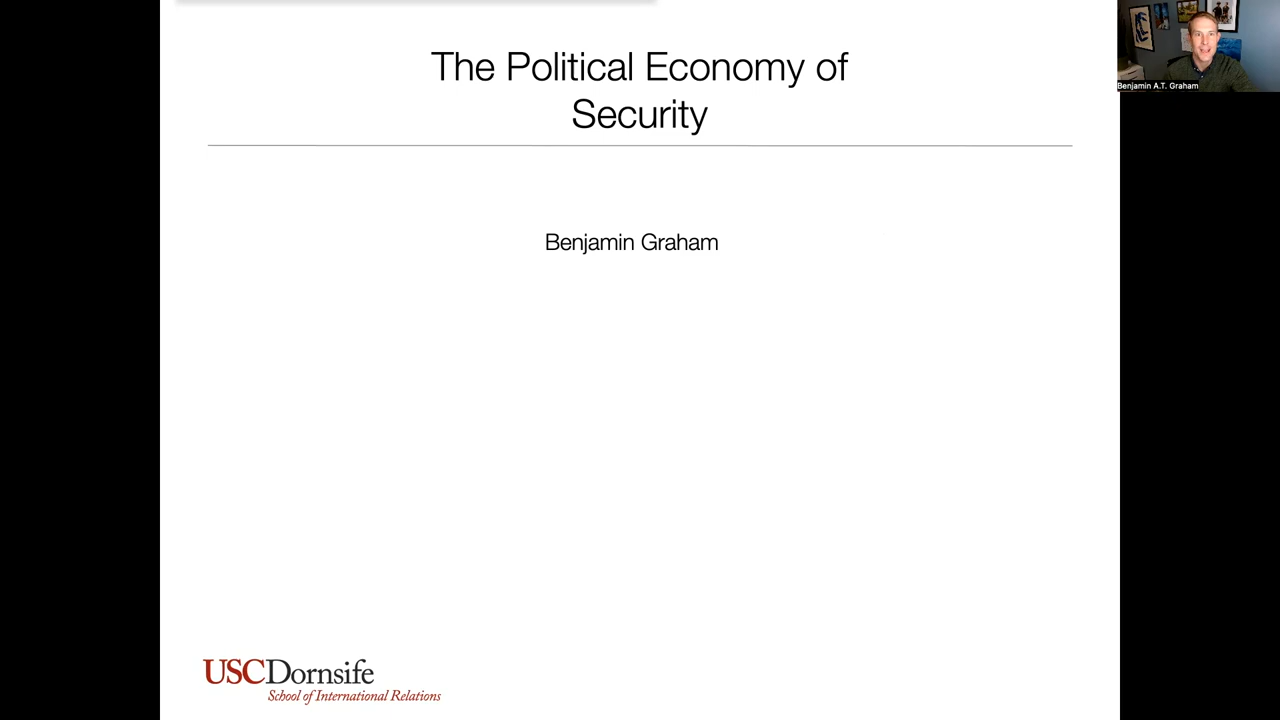 The Political Economy of
Security
Benjamin A.T. Graham
Benjamin Graham
USCDornsife
School of International Relations